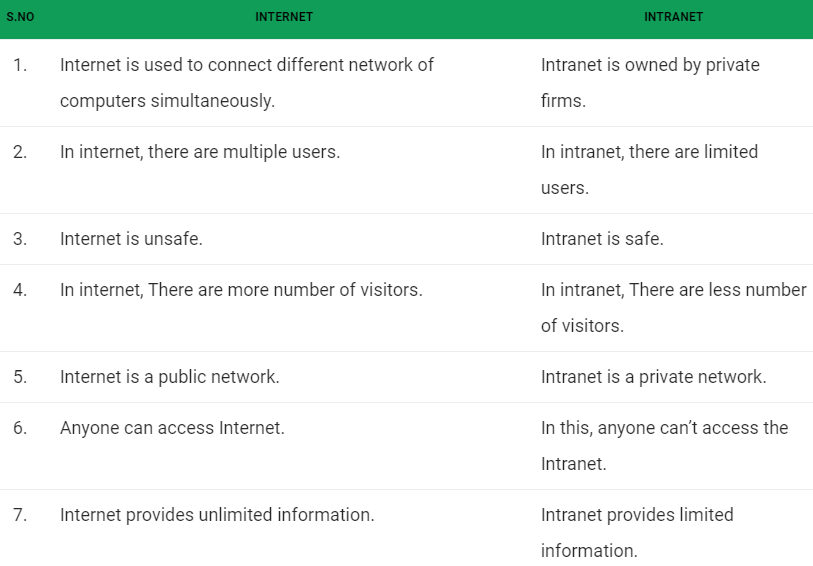 S.NO INTERNET INTRANET
1. Internet is used to connect different network of Intranet is owned by private
computers simultaneously. firms.
2. In internet, there are multiple users. In intranet, there are limited
users.
3. Internet is unsafe. Intranet is safe.
4. In internet, There are more number of visitors. In intranet, There are less number
of visitors.
5. Internet is a public network. Intranet is a private network.
6. Anyone can access Internet. In this, anyone can’t access the
Intranet.
7. Internet provides unlimited information. Intranet provides limited
information.